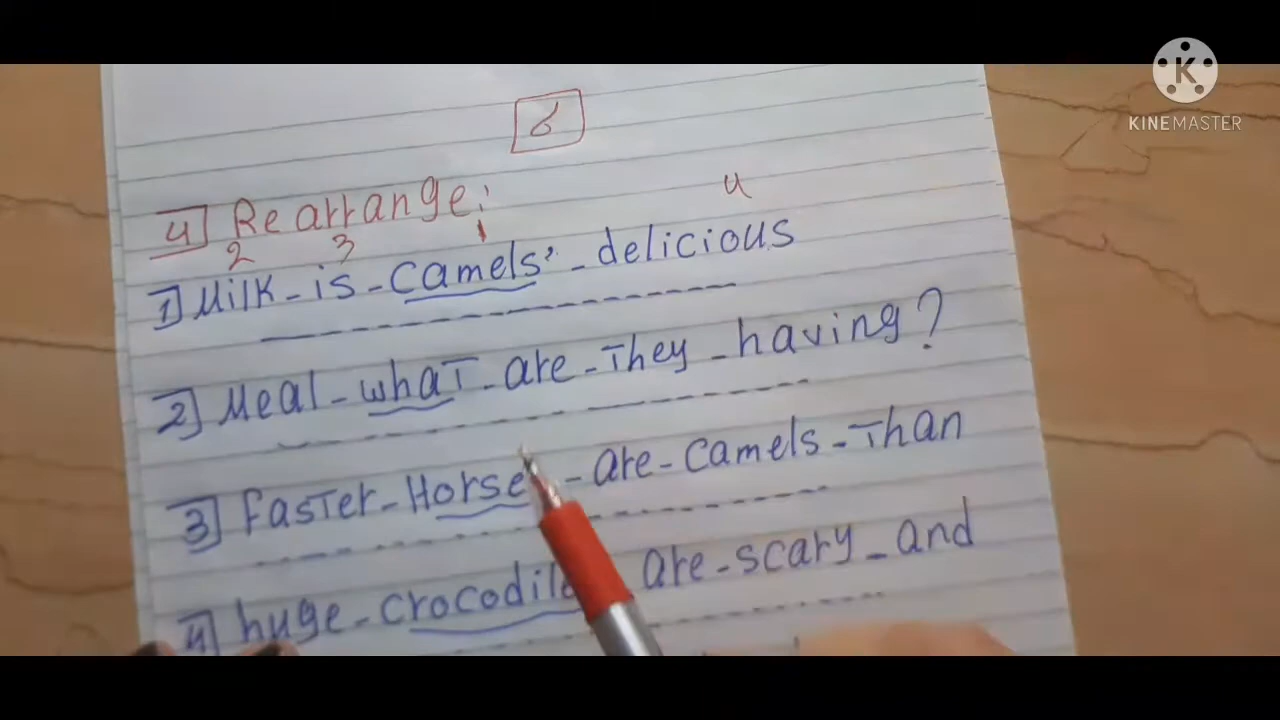 K
KINEMASTER
4 Rearrange:
4
2 3 1
1 Milk - is - camels' - delicious
2 Meal - what - are - They - having?
3 faster - Horse - are - camels - Than
4 huge - crocodile are - scary - and